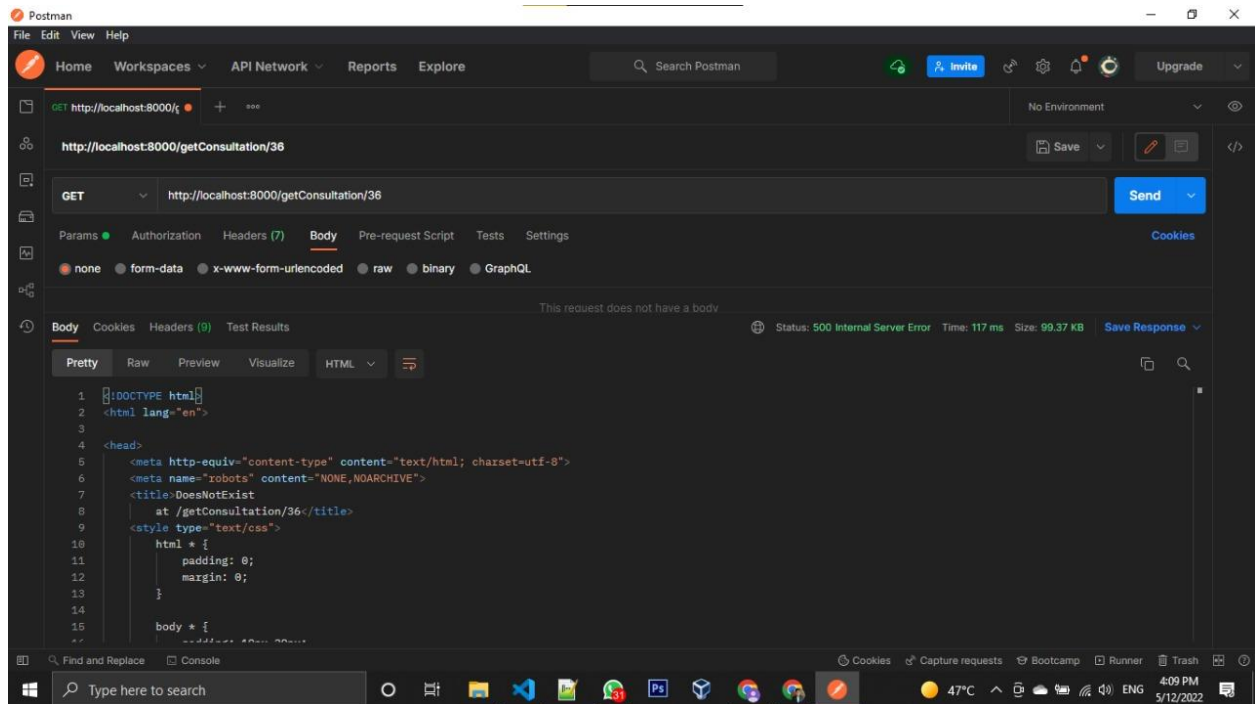 Postman
File Edit View Help
Home Workspaces API Network Reports Explore Search Postman Invite Upgrade
GET http://localhost:8000/g No Environment
http://localhost:8000/getConsultation/36 Save
GET http://localhost:8000/getConsultation/36 Send
Params Authorization Headers (7) Body Pre-request Script Tests Settings Cookies
none form-data x-www-form-urlencoded raw binary GraphQL
This request does not have a body
Body Cookies Headers (9) Test Results Status: 500 Internal Server Error Time: 117 ms Size: 99.37 KB Save Response
Pretty Raw Preview Visualize HTML
1 <!DOCTYPE html>
2 <html lang="en">
3
4 <head>
5 <meta http-equiv="content-type" content="text/html; charset=utf-8">
6 <meta name="robots" content="NONE,NOARCHIVE">
7 <title>DoesNotExist
8 at /getConsultation/36</title>
9 <style type="text/css">
10 html * {
11 padding: 0;
12 margin: 0;
13 }
14
15 body * {
Find and Replace Console Cookies Capture requests Bootcamp Runner Trash
Type here to search 31 Ps 47°C ENG 4:09 PM
5/12/2022